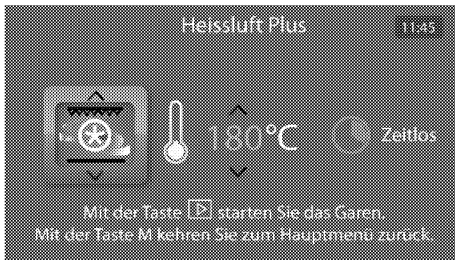 Heissluft Plus
11:45
180°C
Zeitlos
Mit der Taste starten Sie das Garen.
Mit der Taste M kehren Sie zum Hauptmenü zurück.